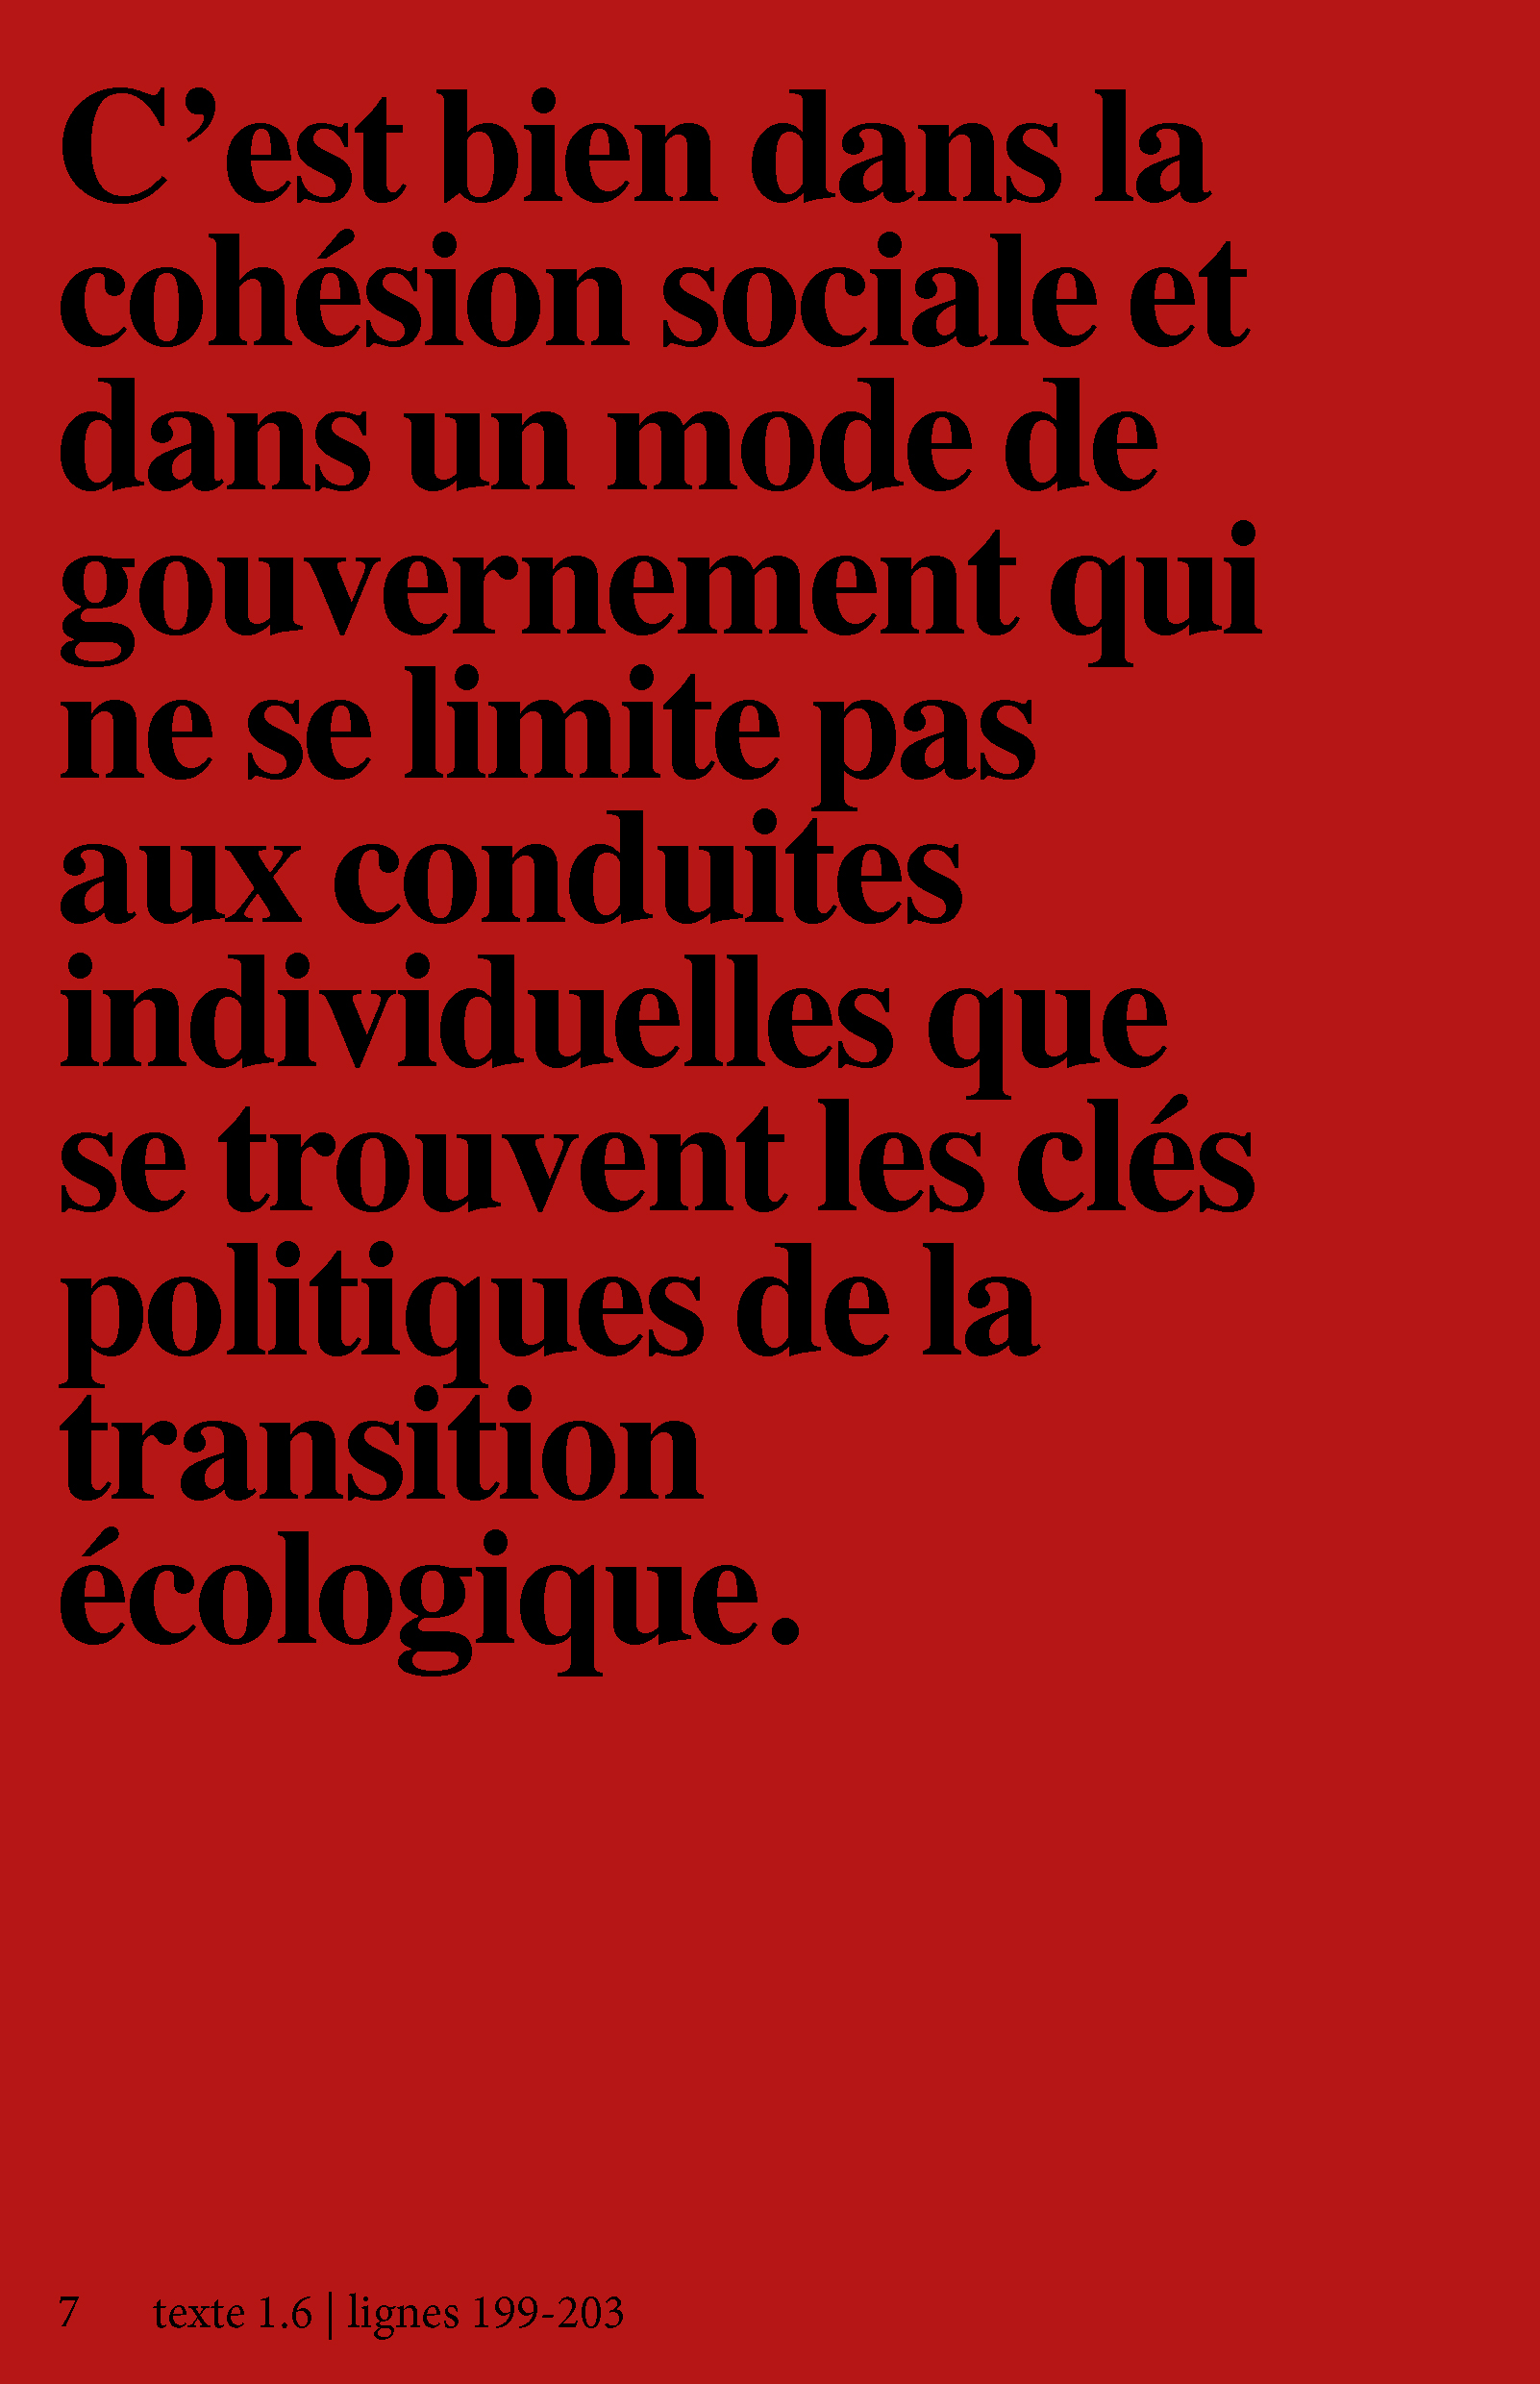 C’est bien dans la
cohésion sociale et
dans un mode de
gouvernement qui
ne se limite pas
aux conduites
individuelles que
se trouvent les clés
politiques de la
transition
écologique.
7 texte 1.6 | lignes 199-203